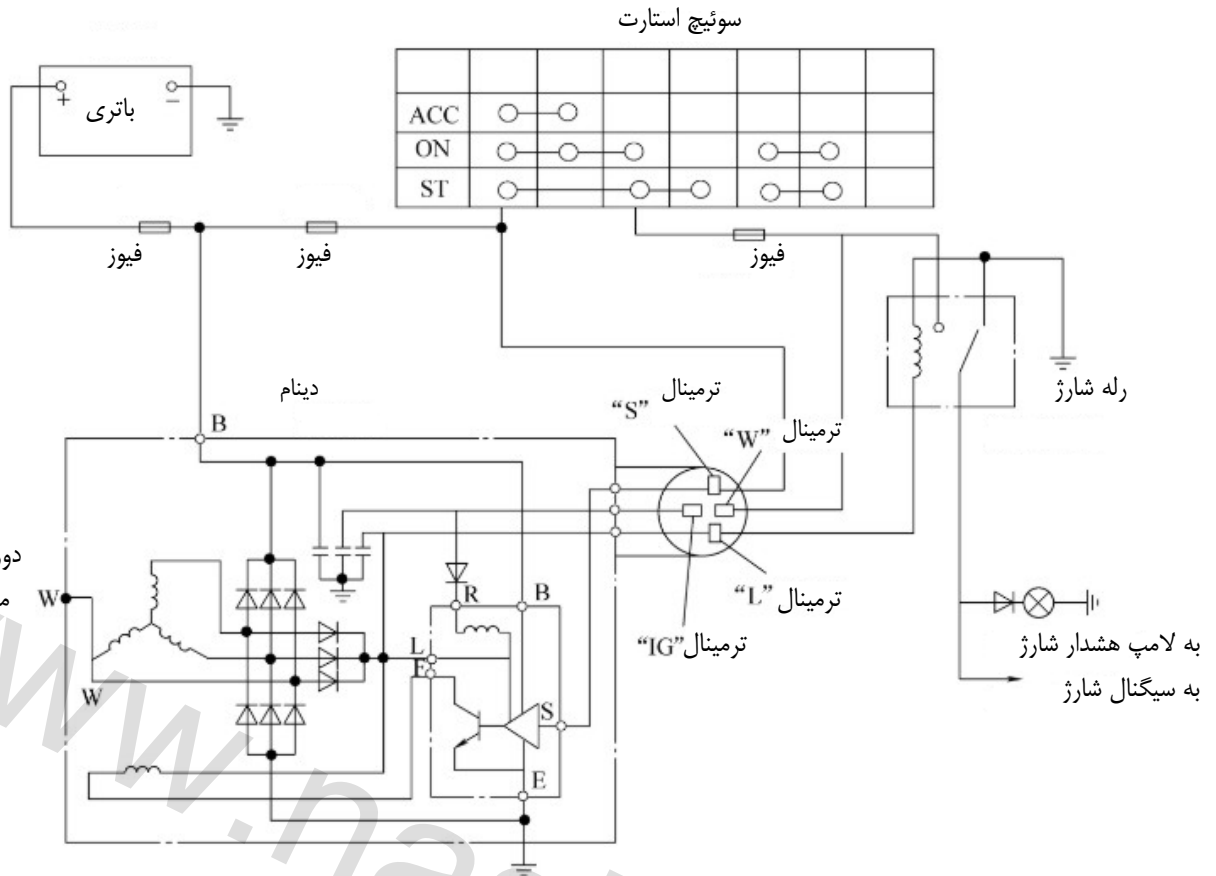 سوئیچ استارت
باتری
+
−
ACC
ON
ST
فیوز
فیوز
فیوز
رله شارژ
دینام
B
ترمینال "S"
ترمینال "W"
ترمینال "L"
ترمینال "IG"
دور
م
W
W
R
B
L
F
S
E
به لامپ هشدار شارژ
به سیگنال شارژ